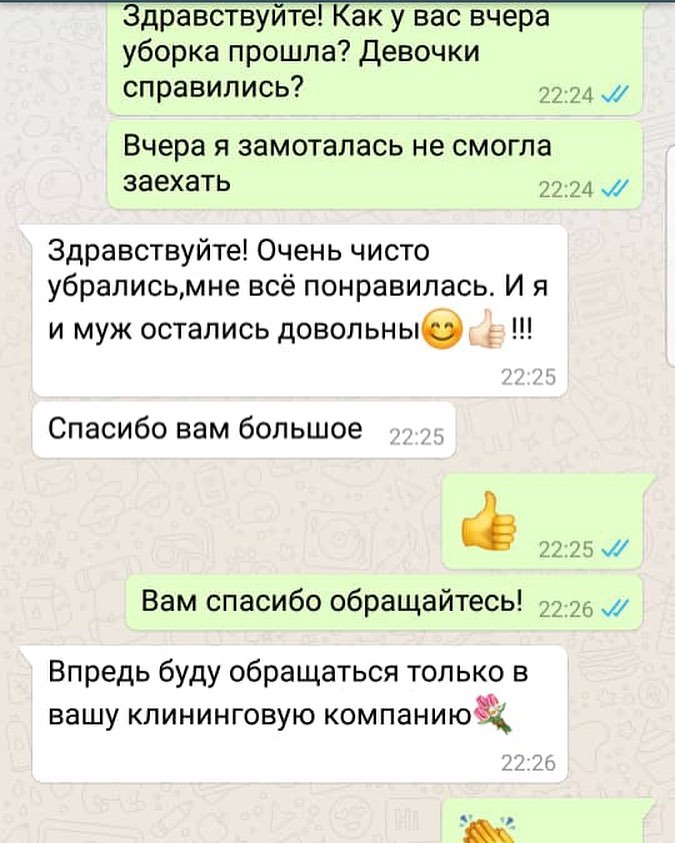 Здравствуйте! Как у вас вчера
уборка прошла? Девочки
справились?
22:24
Вчера я замоталась не смогла
заехать
22:24
Здравствуйте! Очень чисто
убрались,мне всё понравилась. И я
и муж остались довольны😊👍🏻!!!
22:25
Спасибо вам большое 22:25
👍
22:25
Вам спасибо обращайтесь! 22:26
Впредь буду обращаться только в
вашу клининговую компанию💐
22:26
👏